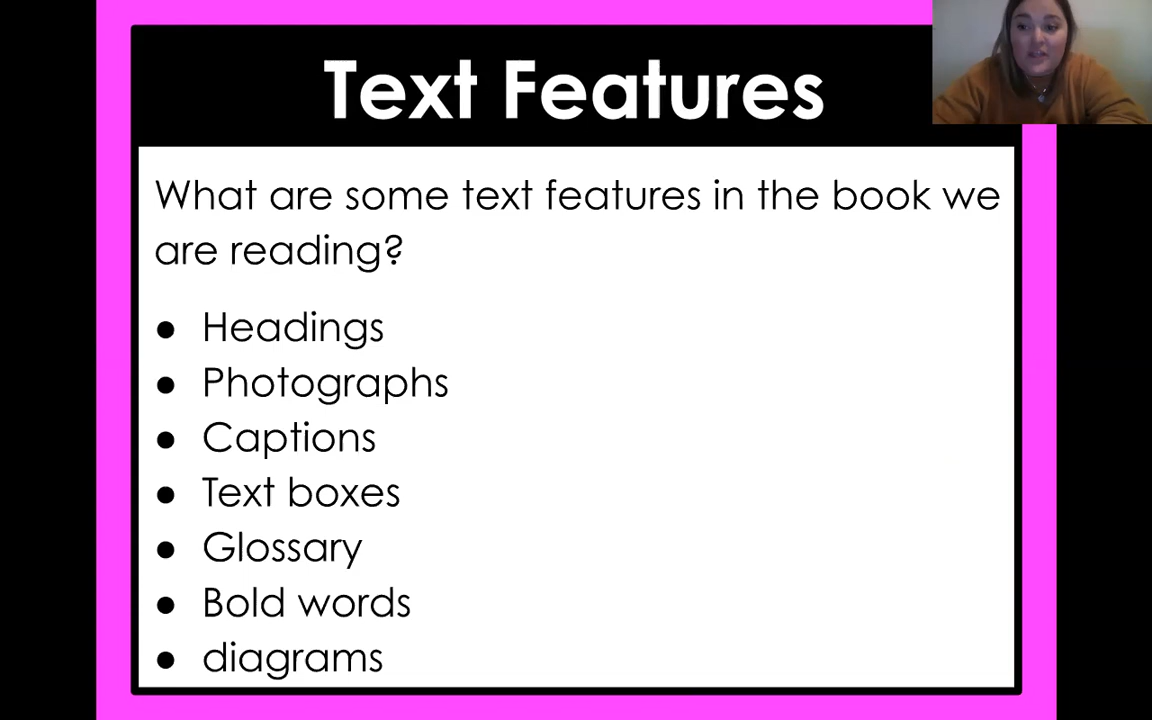 Text Features
What are some text features in the book we
are reading?
● Headings
● Photographs
● Captions
● Text boxes
● Glossary
● Bold words
● diagrams